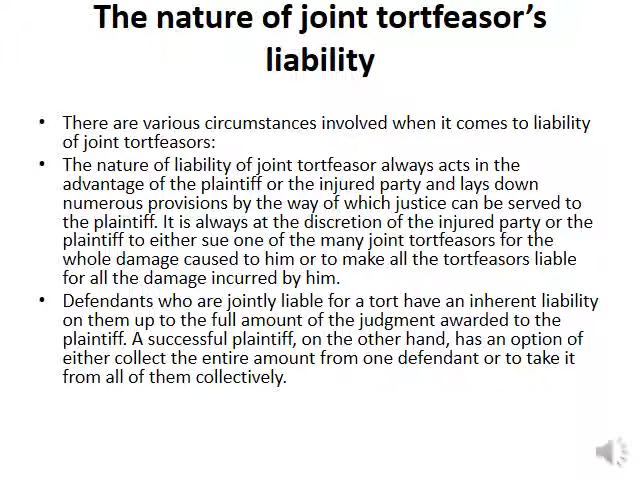 The nature of joint tortfeasor’s
liability
• There are various circumstances involved when it comes to liability
of joint tortfeasors:
• The nature of liability of joint tortfeasor always acts in the
advantage of the plaintiff or the injured party and lays down
numerous provisions by the way of which justice can be served to
the plaintiff. It is always at the discretion of the injured party or the
plaintiff to either sue one of the many joint tortfeasors for the
whole damage caused to him or to make all the tortfeasors liable
for all the damage incurred by him.
• Defendants who are jointly liable for a tort have an inherent liability
on them up to the full amount of the judgment awarded to the
plaintiff. A successful plaintiff, on the other hand, has an option of
either collect the entire amount from one defendant or to take it
from all of them collectively.